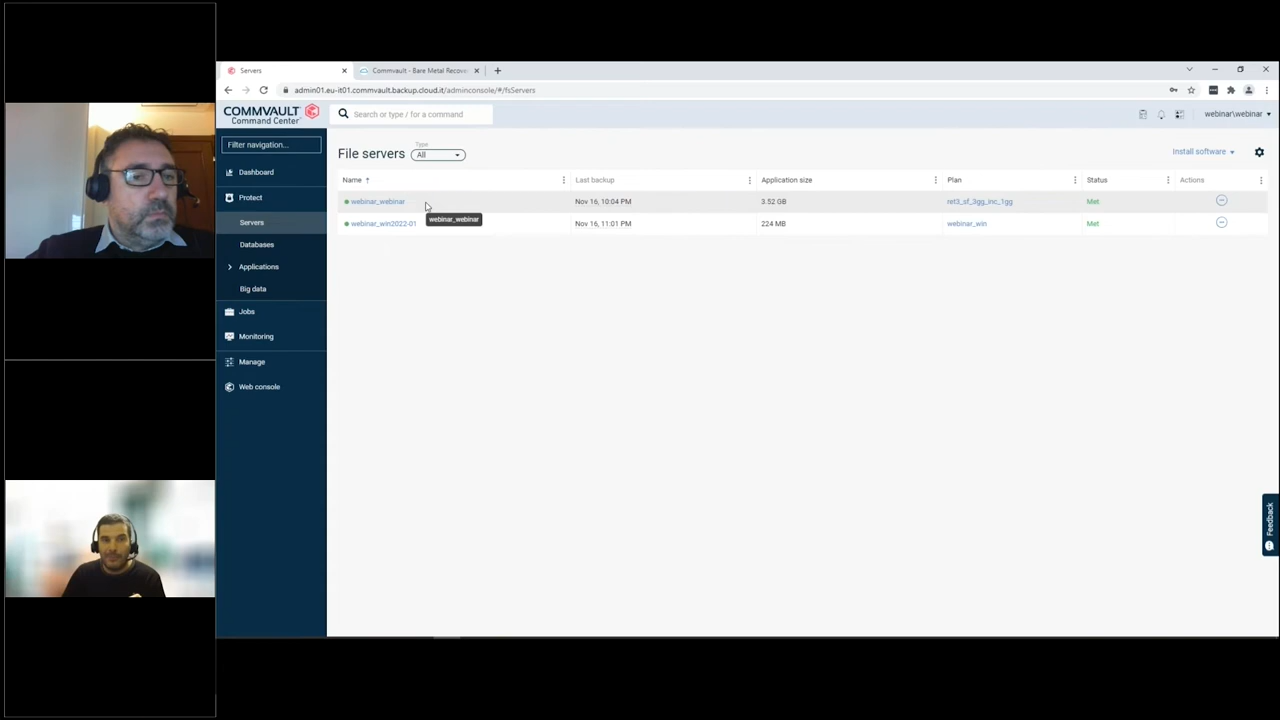 Servers
Commvault - Bare Metal Recove
admin01.eu-it01.commvault.backup.cloud.it/adminconsole/#/fsServers
COMMVAULT
Command Center
Search or type / for a command
webinar\webinar
Filter navigation...
Dashboard
Protect
Servers
Databases
Applications
Big data
Jobs
Monitoring
Manage
Web console
File servers
Type
All
Install software
Name Last backup Application size Plan Status Actions
webinar_webinar Nov 16, 10:04 PM 3.52 GB ret3_sf_3gg_inc_1gg Met
webinar_webinar
webinar_win2022-01 Nov 16, 11:01 PM 224 MB webinar_win Met
Feedback